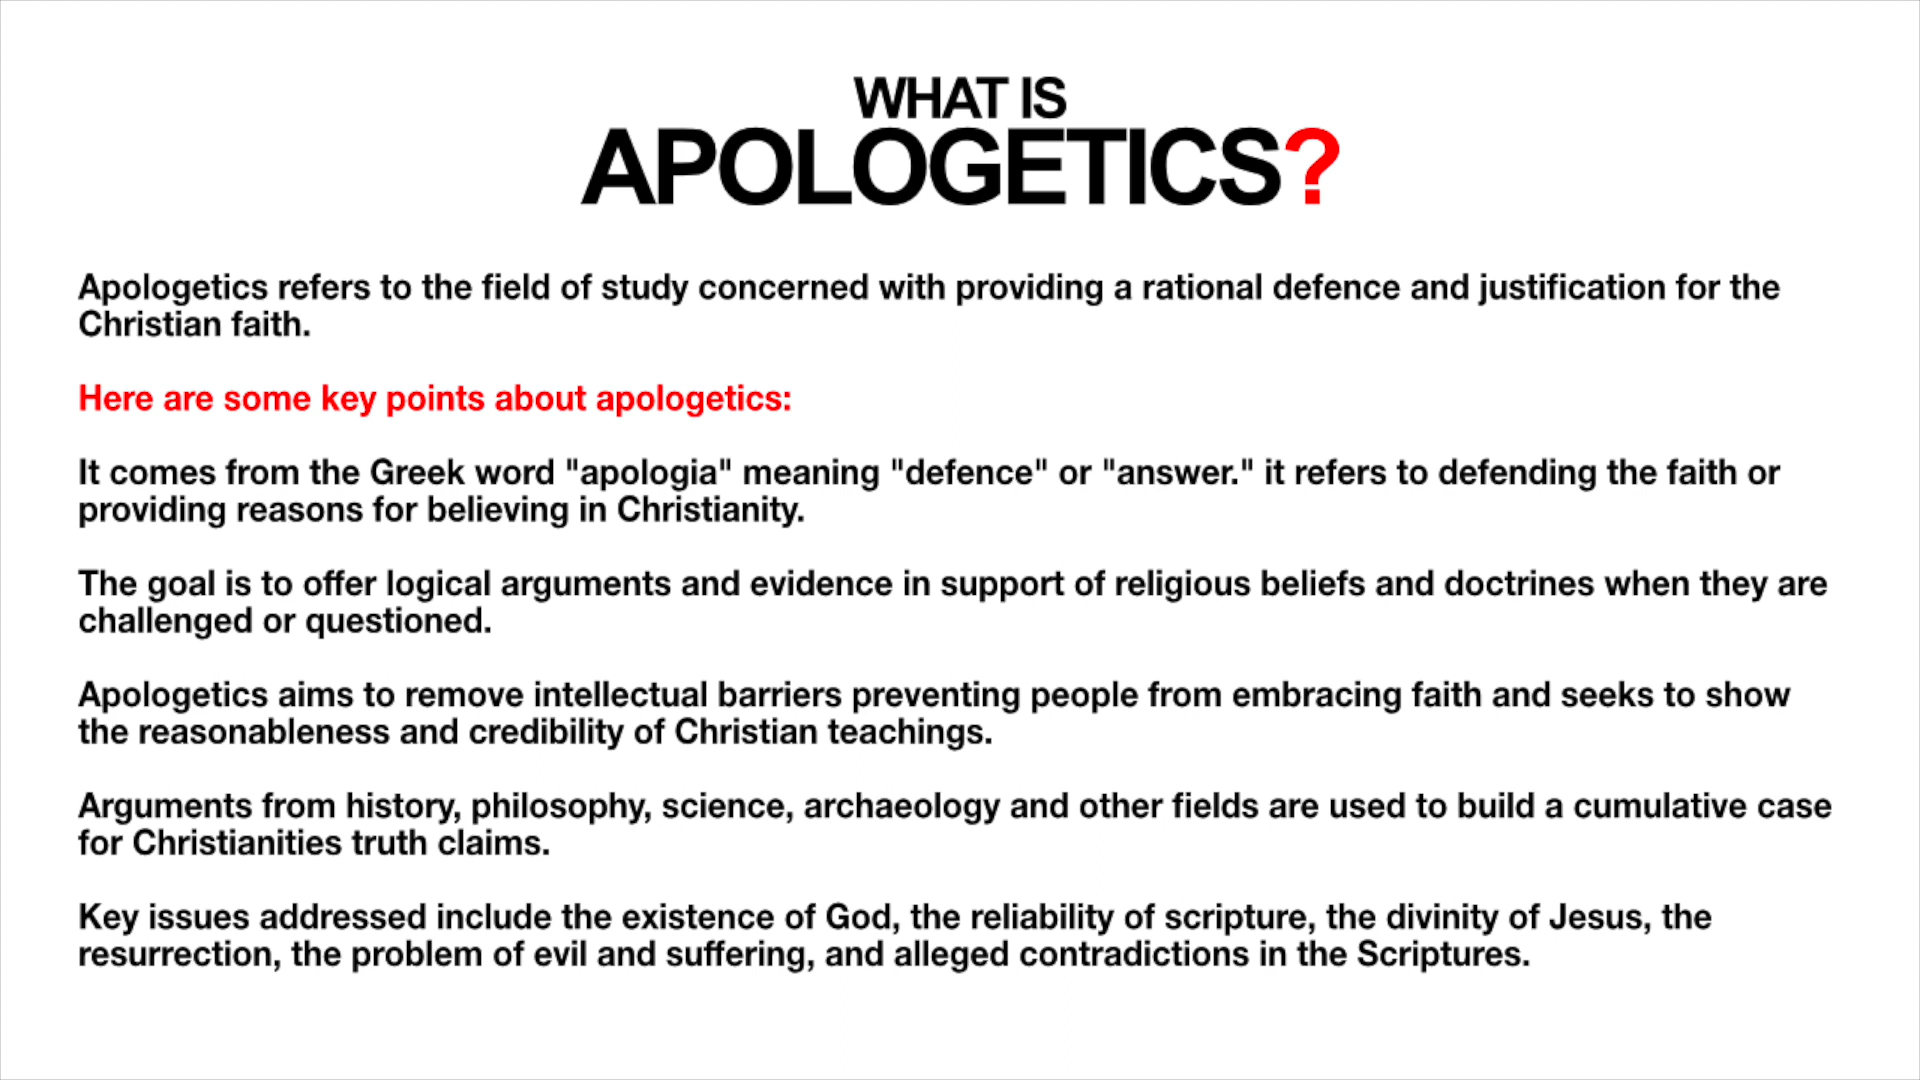 WHAT IS
APOLOGETICS?
Apologetics refers to the field of study concerned with providing a rational defence and justification for the
Christian faith.
Here are some key points about apologetics:
It comes from the Greek word "apologia" meaning "defence" or "answer." it refers to defending the faith or
providing reasons for believing in Christianity.
The goal is to offer logical arguments and evidence in support of religious beliefs and doctrines when they are
challenged or questioned.
Apologetics aims to remove intellectual barriers preventing people from embracing faith and seeks to show
the reasonableness and credibility of Christian teachings.
Arguments from history, philosophy, science, archaeology and other fields are used to build a cumulative case
for Christianities truth claims.
Key issues addressed include the existence of God, the reliability of scripture, the divinity of Jesus, the
resurrection, the problem of evil and suffering, and alleged contradictions in the Scriptures.